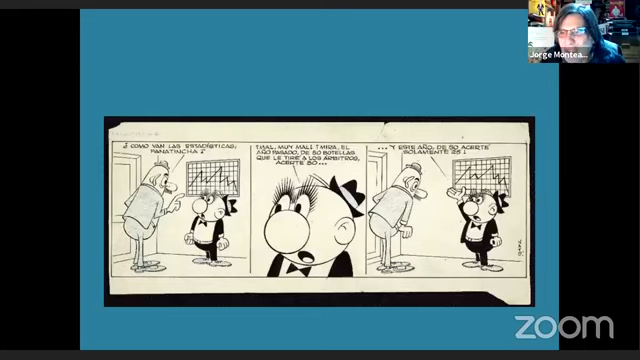 Jorge Montea...
¿ COMO VAN LAS ESTADÍSTICAS,
FANATINCHA ?
¡ MAL, MUY MAL ! MIRA, EL
AÑO PASADO, DE 50 BOTELLAS
QUE LE TIRÉ A LOS ARBITROS,
ACERTÉ 30...
...Y ESTE AÑO, DE 50 ACERTÉ
SOLAMENTE 25 !
zoom